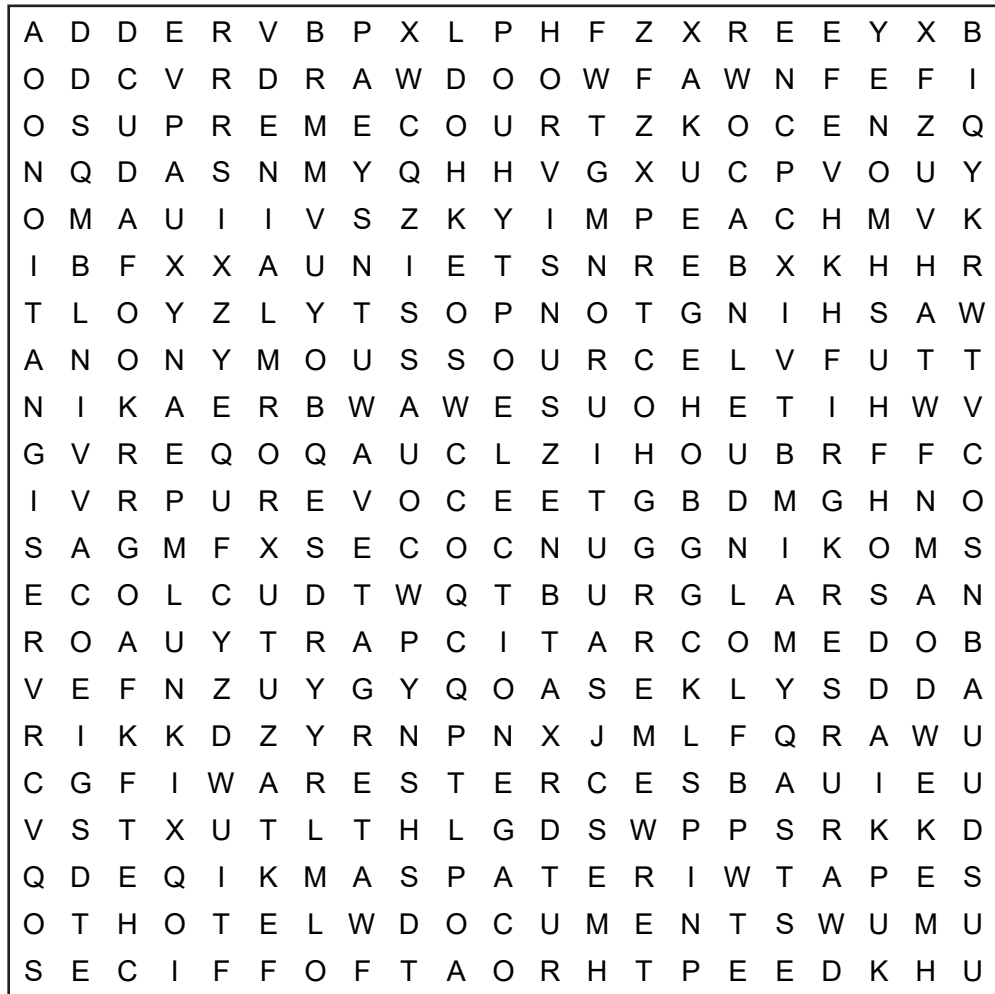 A D D E R V B P X L P H F Z X R E E Y X B
O D C V R D R A W D O O W F A W N F E F I
O S U P R E M E C O U R T Z K O C E N Z Q
N Q D A S N M Y Q H H V G X U C P V O U Y
O M A U I I V S Z K Y I M P E A C H M V K
I B F X X A U N I E T S N R E B X K H H R
T L O Y Z L Y T S O P N O T G N I H S A W
A N O N Y M O U S S O U R C E L V F U T T
N I K A E R B W A W E S U O H E T I H W V
G V R E Q O Q A U C L Z I H O U B R F F C
I V R P U R E V O C E E T G B D M G H N O
S A G M F X S E C O C N U G G N I K O M S
E C O L C U D T W Q T B U R G L A R S A N
R O A U Y T R A P C I T A R C O M E D O B
V E F N Z U Y G Y Q O A S E K L Y S D D A
R I K K D Z Y R N P N X J M L F Q R A W U
C G F I W A R E S T E R C E S B A U I E U
V S T X U T L T H L G D S W P P S R K K D
Q D E Q I K M A S P A T E R I W T A P E S
O T H O T E L W D O C U M E N T S W U M U
S E C I F F O F T A O R H T P E E D K H U